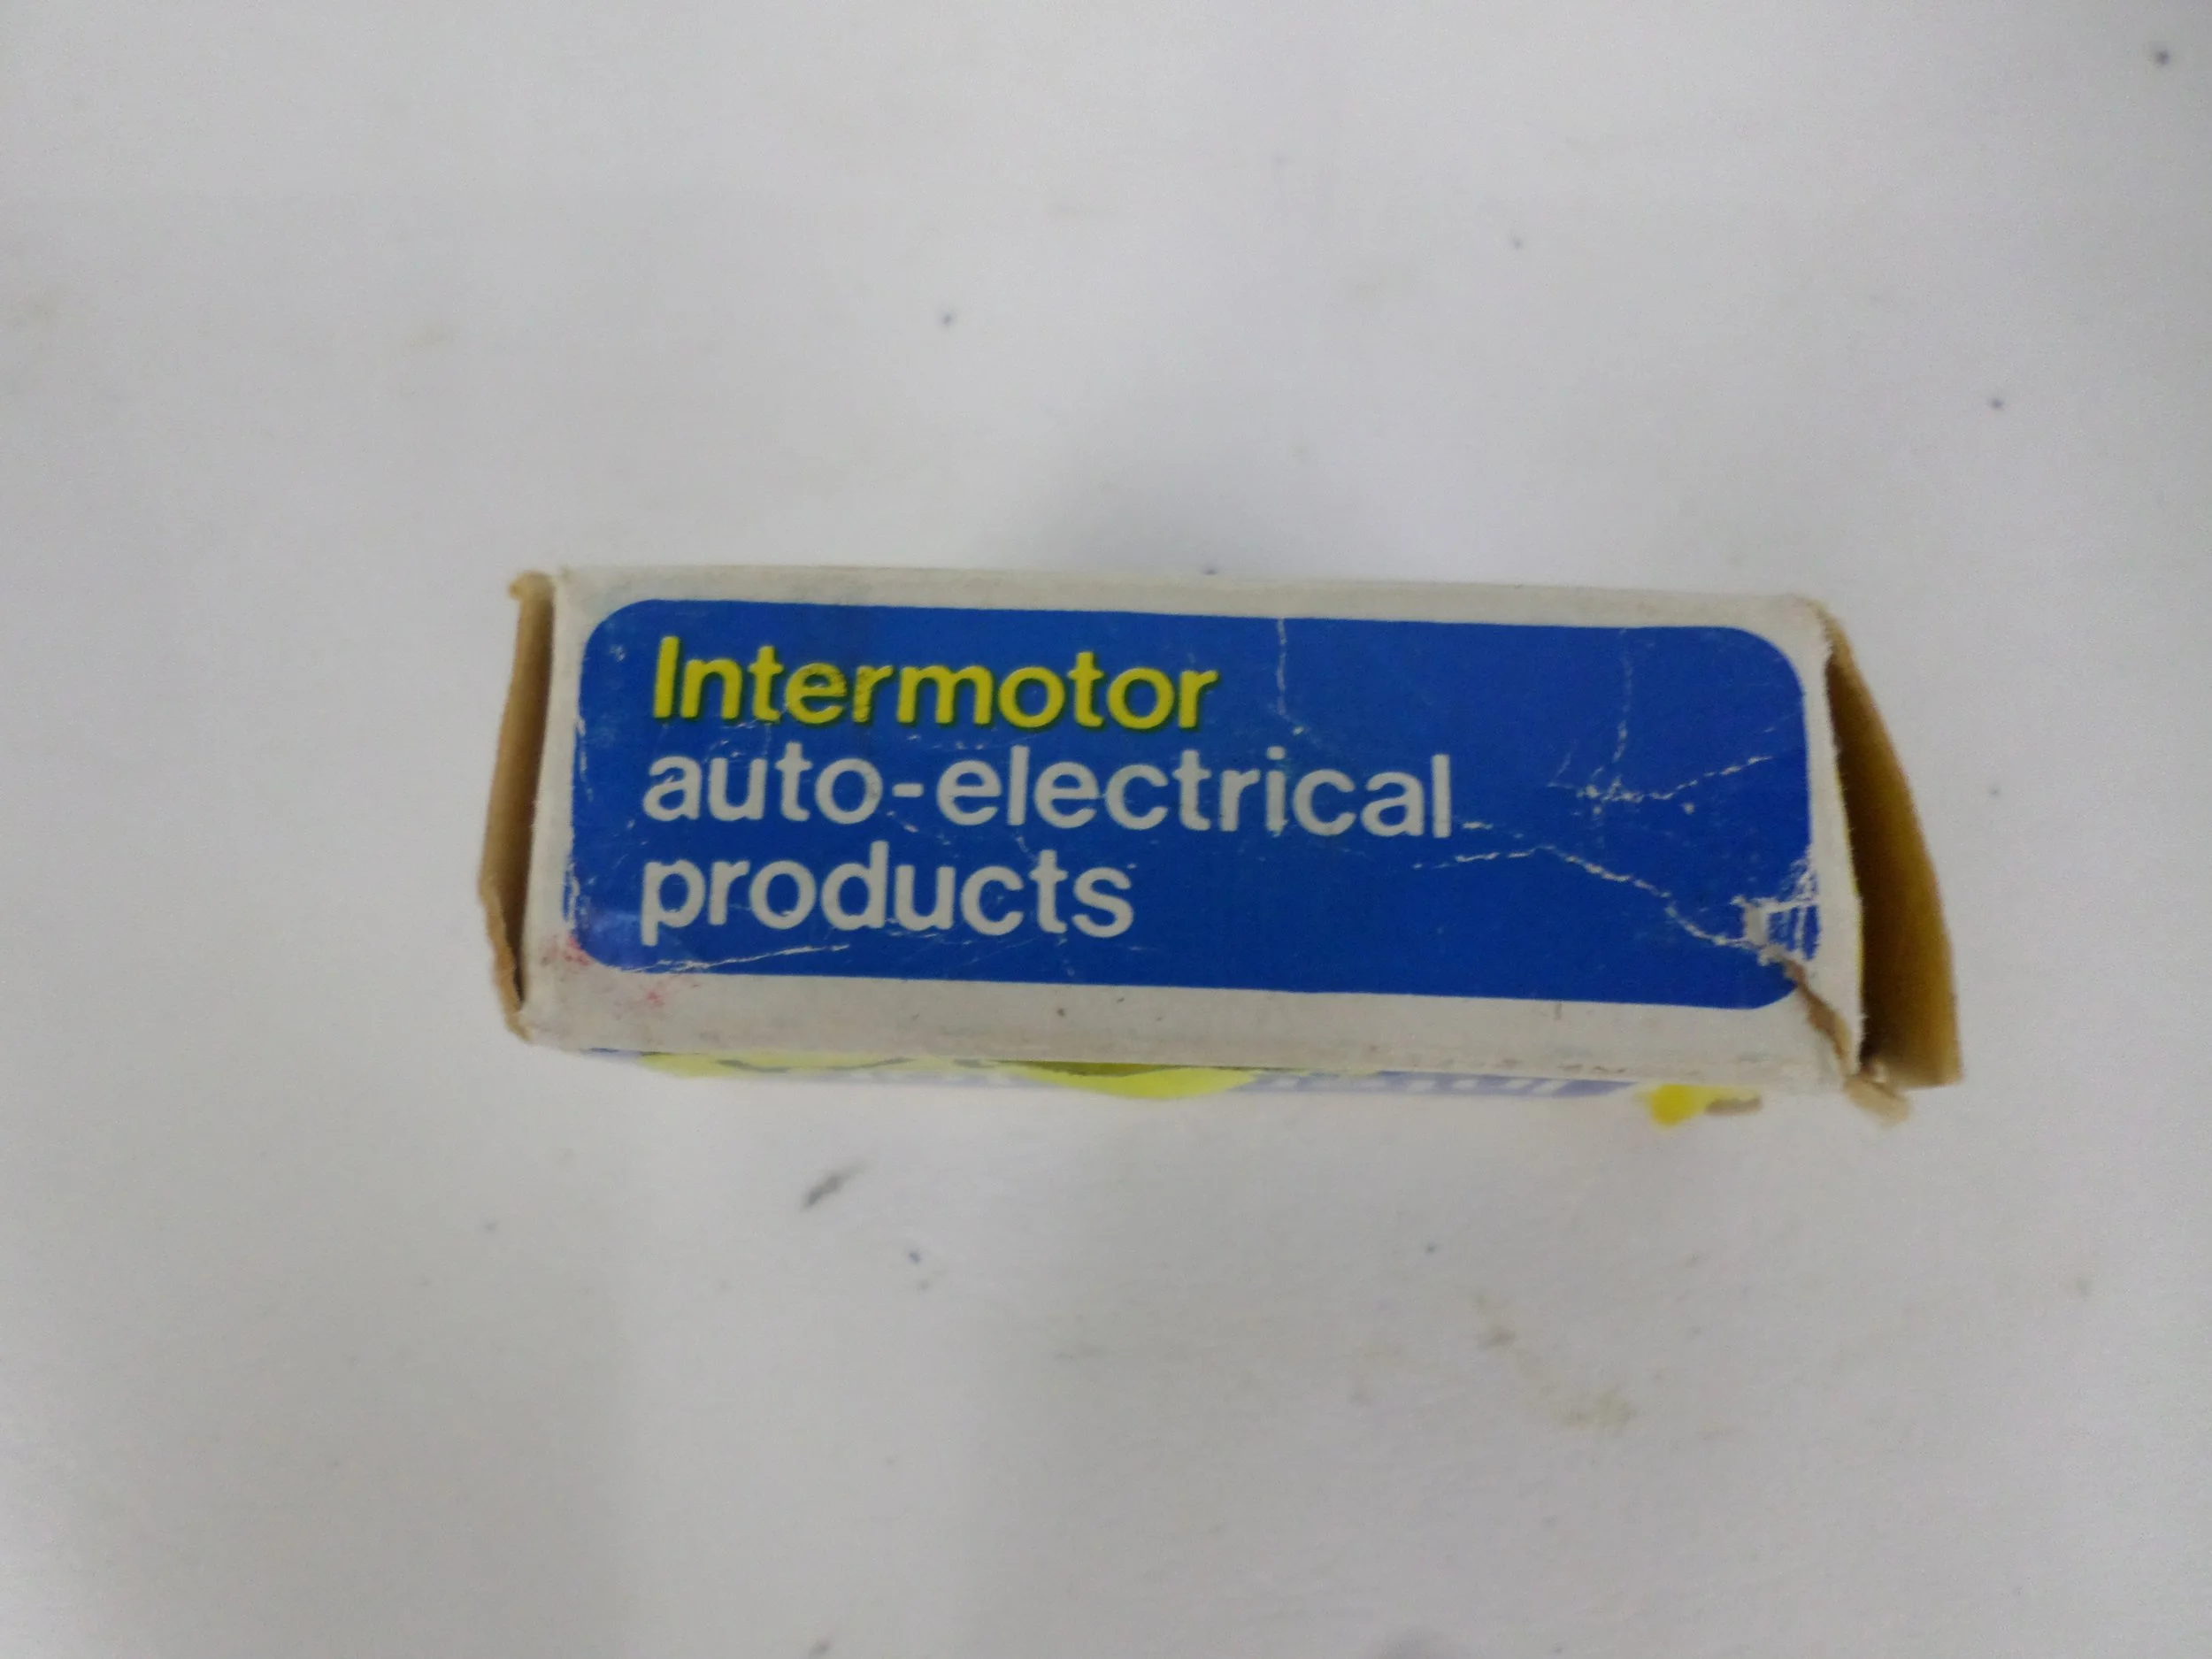 Intermotor
auto-electrical
products